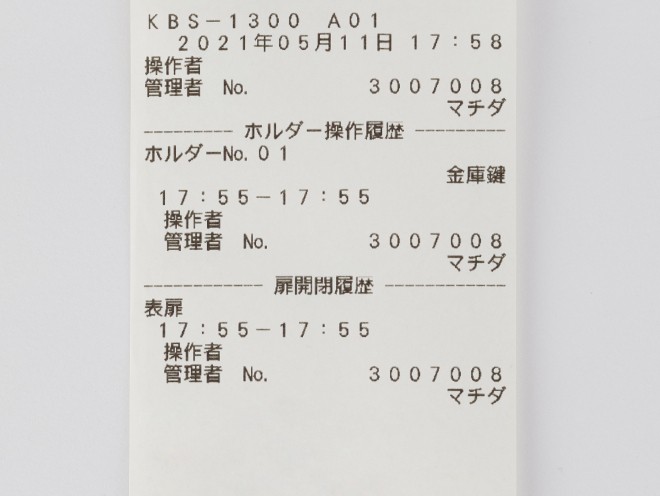 KBS－1300 A01
2021年05月11日 17：58
操作者
管理者 No. 3007008
マチダ
--------- ホルダー操作履歴 ---------
ホルダーNo.01
金庫鍵
17：55－17：55
操作者
管理者 No. 3007008
マチダ
------------ 扉開閉履歴 ------------
表扉
17：55－17：55
操作者
管理者 No. 3007008
マチダ